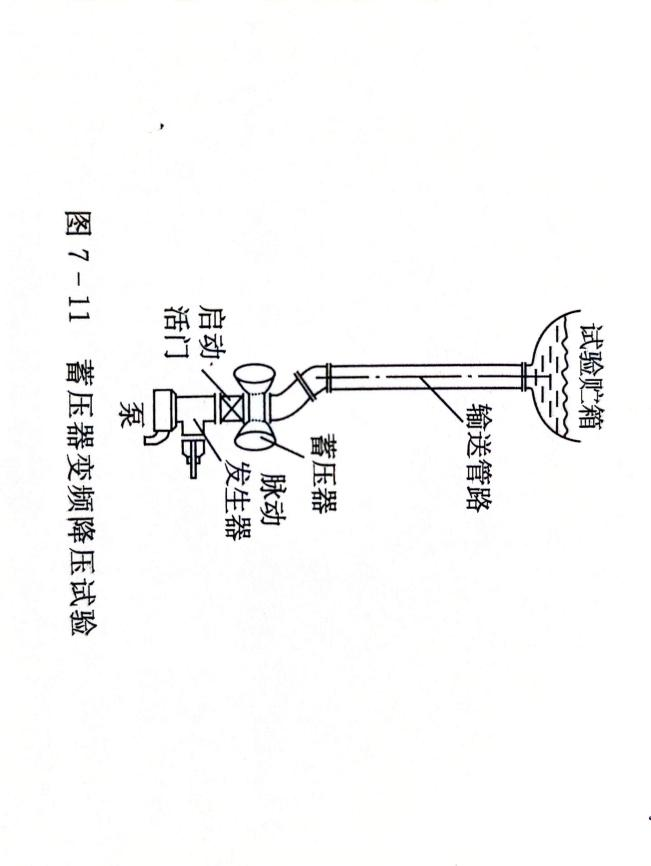 试验贮箱
输送管路
蓄压器
脉动
发生器
启动
活门
泵
图 7-11 蓄压器变频降压试验